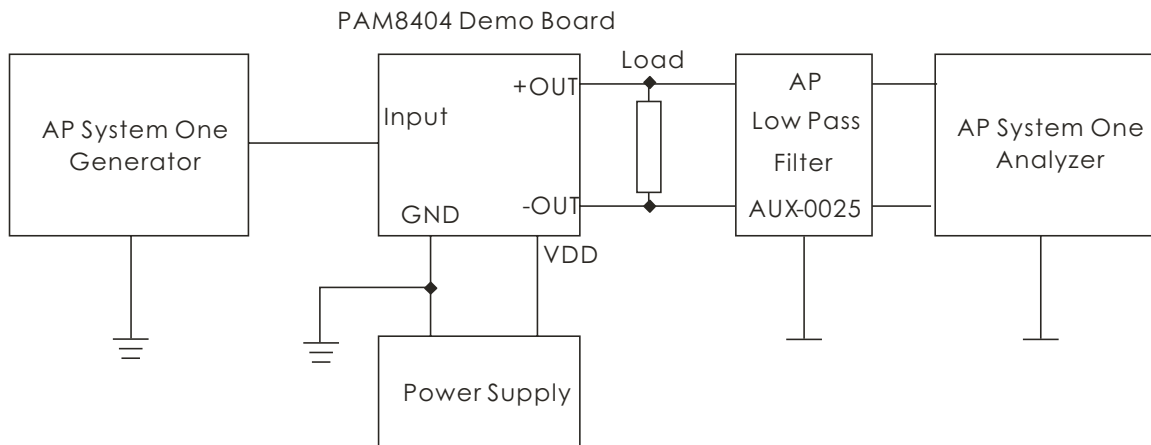 PAM8404 Demo Board
AP System One
Generator
Input
+OUT
-OUT
GND
VDD
Load
AP
Low Pass
Filter
AUX-0025
AP System One
Analyzer
Power Supply